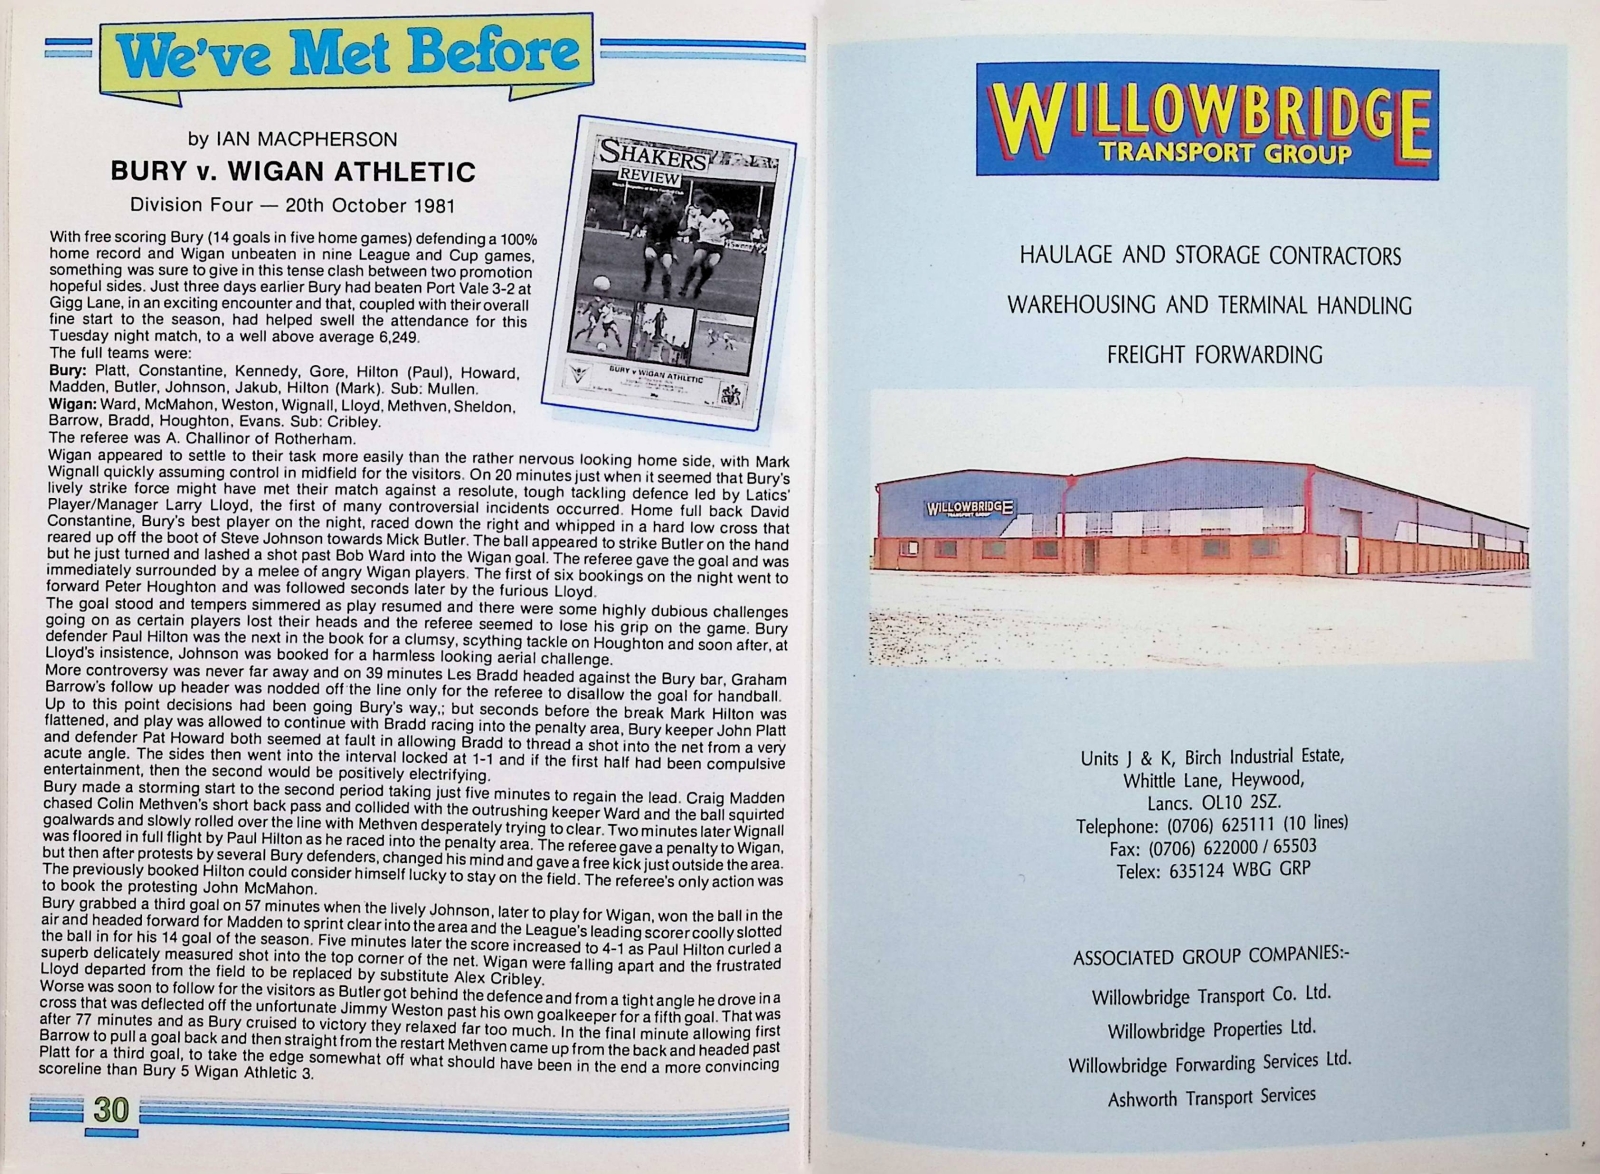 We've Met Before
by IAN MACPHERSON
BURY v. WIGAN ATHLETIC
Division Four — 20th October 1981
SHAKERS
REVIEW
BURY v WIGAN ATHLETIC
With free scoring Bury (14 goals in five home games) defending a 100%
home record and Wigan unbeaten in nine League and Cup games,
something was sure to give in this tense clash between two promotion
hopeful sides. Just three days earlier Bury had beaten Port Vale 3-2 at
Gigg Lane, in an exciting encounter and that, coupled with their overall
fine start to the season, had helped swell the attendance for this
Tuesday night match, to a well above average 6,249.
The full teams were:
Bury: Platt, Constantine, Kennedy, Gore, Hilton (Paul), Howard,
Madden, Butler, Johnson, Jakub, Hilton (Mark). Sub: Mullen.
Wigan: Ward, McMahon, Weston, Wignall, Lloyd, Methven, Sheldon,
Barrow, Bradd, Houghton, Evans. Sub: Cribley.
The referee was A. Challinor of Rotherham.
Wigan appeared to settle to their task more easily than the rather nervous looking home side, with Mark
Wignall quickly assuming control in midfield for the visitors. On 20 minutes just when it seemed that Bury's
lively strike force might have met their match against a resolute, tough tackling defence led by Latics'
Player/Manager Larry Lloyd, the first of many controversial incidents occurred. Home full back David
Constantine, Bury's best player on the night, raced down the right and whipped in a hard low cross that
reared up off the boot of Steve Johnson towards Mick Butler. The ball appeared to strike Butler on the hand
but he just turned and lashed a shot past Bob Ward into the Wigan goal. The referee gave the goal and was
immediately surrounded by a melee of angry Wigan players. The first of six bookings on the night went to
forward Peter Houghton and was followed seconds later by the furious Lloyd.
The goal stood and tempers simmered as play resumed and there were some highly dubious challenges
going on as certain players lost their heads and the referee seemed to lose his grip on the game. Bury
defender Paul Hilton was the next in the book for a clumsy, scything tackle on Houghton and soon after, at
Lloyd's insistence, Johnson was booked for a harmless looking aerial challenge.
More controversy was never far away and on 39 minutes Les Bradd headed against the Bury bar, Graham
Barrow's follow up header was nodded off the line only for the referee to disallow the goal for handball.
Up to this point decisions had been going Bury's way,; but seconds before the break Mark Hilton was
flattened, and play was allowed to continue with Bradd racing into the penalty area, Bury keeper John Platt
and defender Pat Howard both seemed at fault in allowing Bradd to thread a shot into the net from a very
acute angle. The sides then went into the interval locked at 1-1 and if the first half had been compulsive
entertainment, then the second would be positively electrifying.
Bury made a storming start to the second period taking just five minutes to regain the lead. Craig Madden
chased Colin Methven's short back pass and collided with the outrushing keeper Ward and the ball squirted
goalwards and slowly rolled over the line with Methven desperately trying to clear. Two minutes later Wignall
was floored in full flight by Paul Hilton as he raced into the penalty area. The referee gave a penalty to Wigan,
but then after protests by several Bury defenders, changed his mind and gave a free kick just outside the area.
The previously booked Hilton could consider himself lucky to stay on the field. The referee's only action was
to book the protesting John McMahon.
Bury grabbed a third goal on 57 minutes when the lively Johnson, later to play for Wigan, won the ball in the
air and headed forward for Madden to sprint clear into the area and the League's leading scorer coolly slotted
the ball in for his 14 goal of the season. Five minutes later the score increased to 4-1 as Paul Hilton curled a
superb delicately measured shot into the top corner of the net. Wigan were falling apart and the frustrated
Lloyd departed from the field to be replaced by substitute Alex Cribley.
Worse was soon to follow for the visitors as Butler got behind the defence and from a tight angle he drove in a
cross that was deflected off the unfortunate Jimmy Weston past his own goalkeeper for a fifth goal. That was
after 77 minutes and as Bury cruised to victory they relaxed far too much. In the final minute allowing first
Barrow to pull a goal back and then straight from the restart Methven came up from the back and headed past
Platt for a third goal, to take the edge somewhat off what should have been in the end a more convincing
scoreline than Bury 5 Wigan Athletic 3.
30
WILLOWBRIDGE
TRANSPORT GROUP
HAULAGE AND STORAGE CONTRACTORS
WAREHOUSING AND TERMINAL HANDLING
FREIGHT FORWARDING
WILLOWBRIDGE
TRANSPORT GROUP
Units J & K, Birch Industrial Estate,
Whittle Lane, Heywood,
Lancs. OL10 2SZ.
Telephone: (0706) 625111 (10 lines)
Fax: (0706) 622000 / 65503
Telex: 635124 WBG GRP
ASSOCIATED GROUP COMPANIES:-
Willowbridge Transport Co. Ltd.
Willowbridge Properties Ltd.
Willowbridge Forwarding Services Ltd.
Ashworth Transport Services